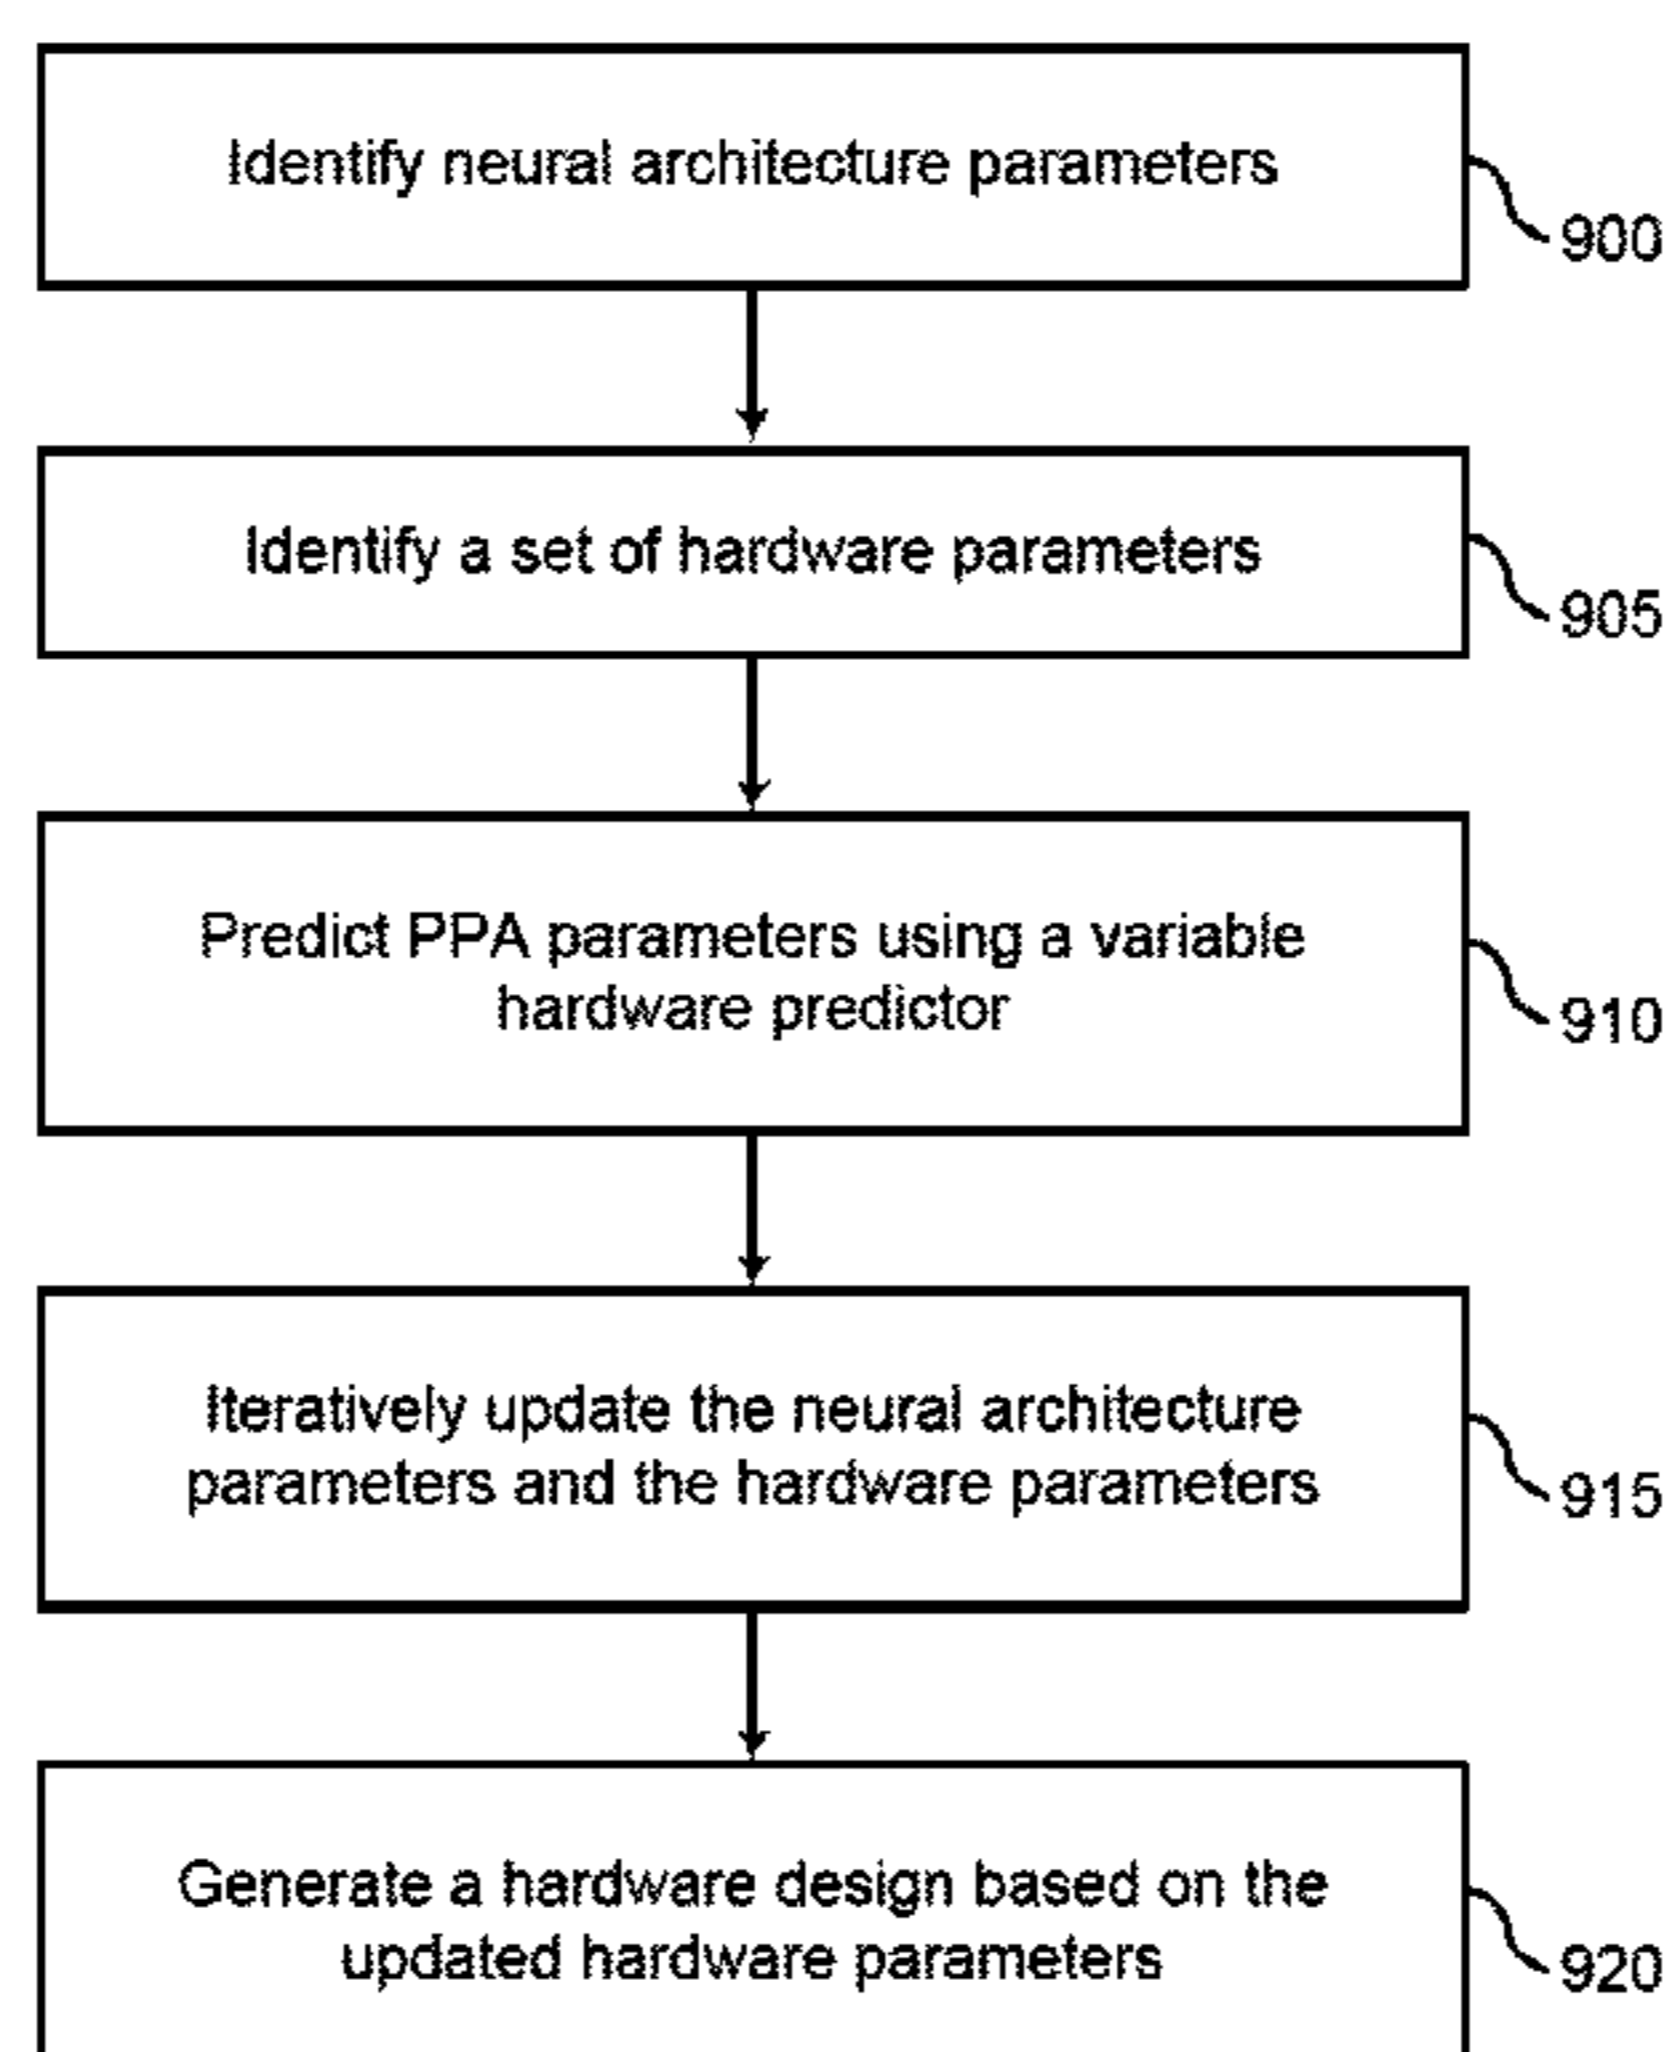 Identify neural architecture parameters
900
Identify a set of hardware parameters
905
Predict PPA parameters using a variable
hardware predictor
910
Iteratively update the neural architecture
parameters and the hardware parameters
915
Generate a hardware design based on the
updated hardware parameters
920